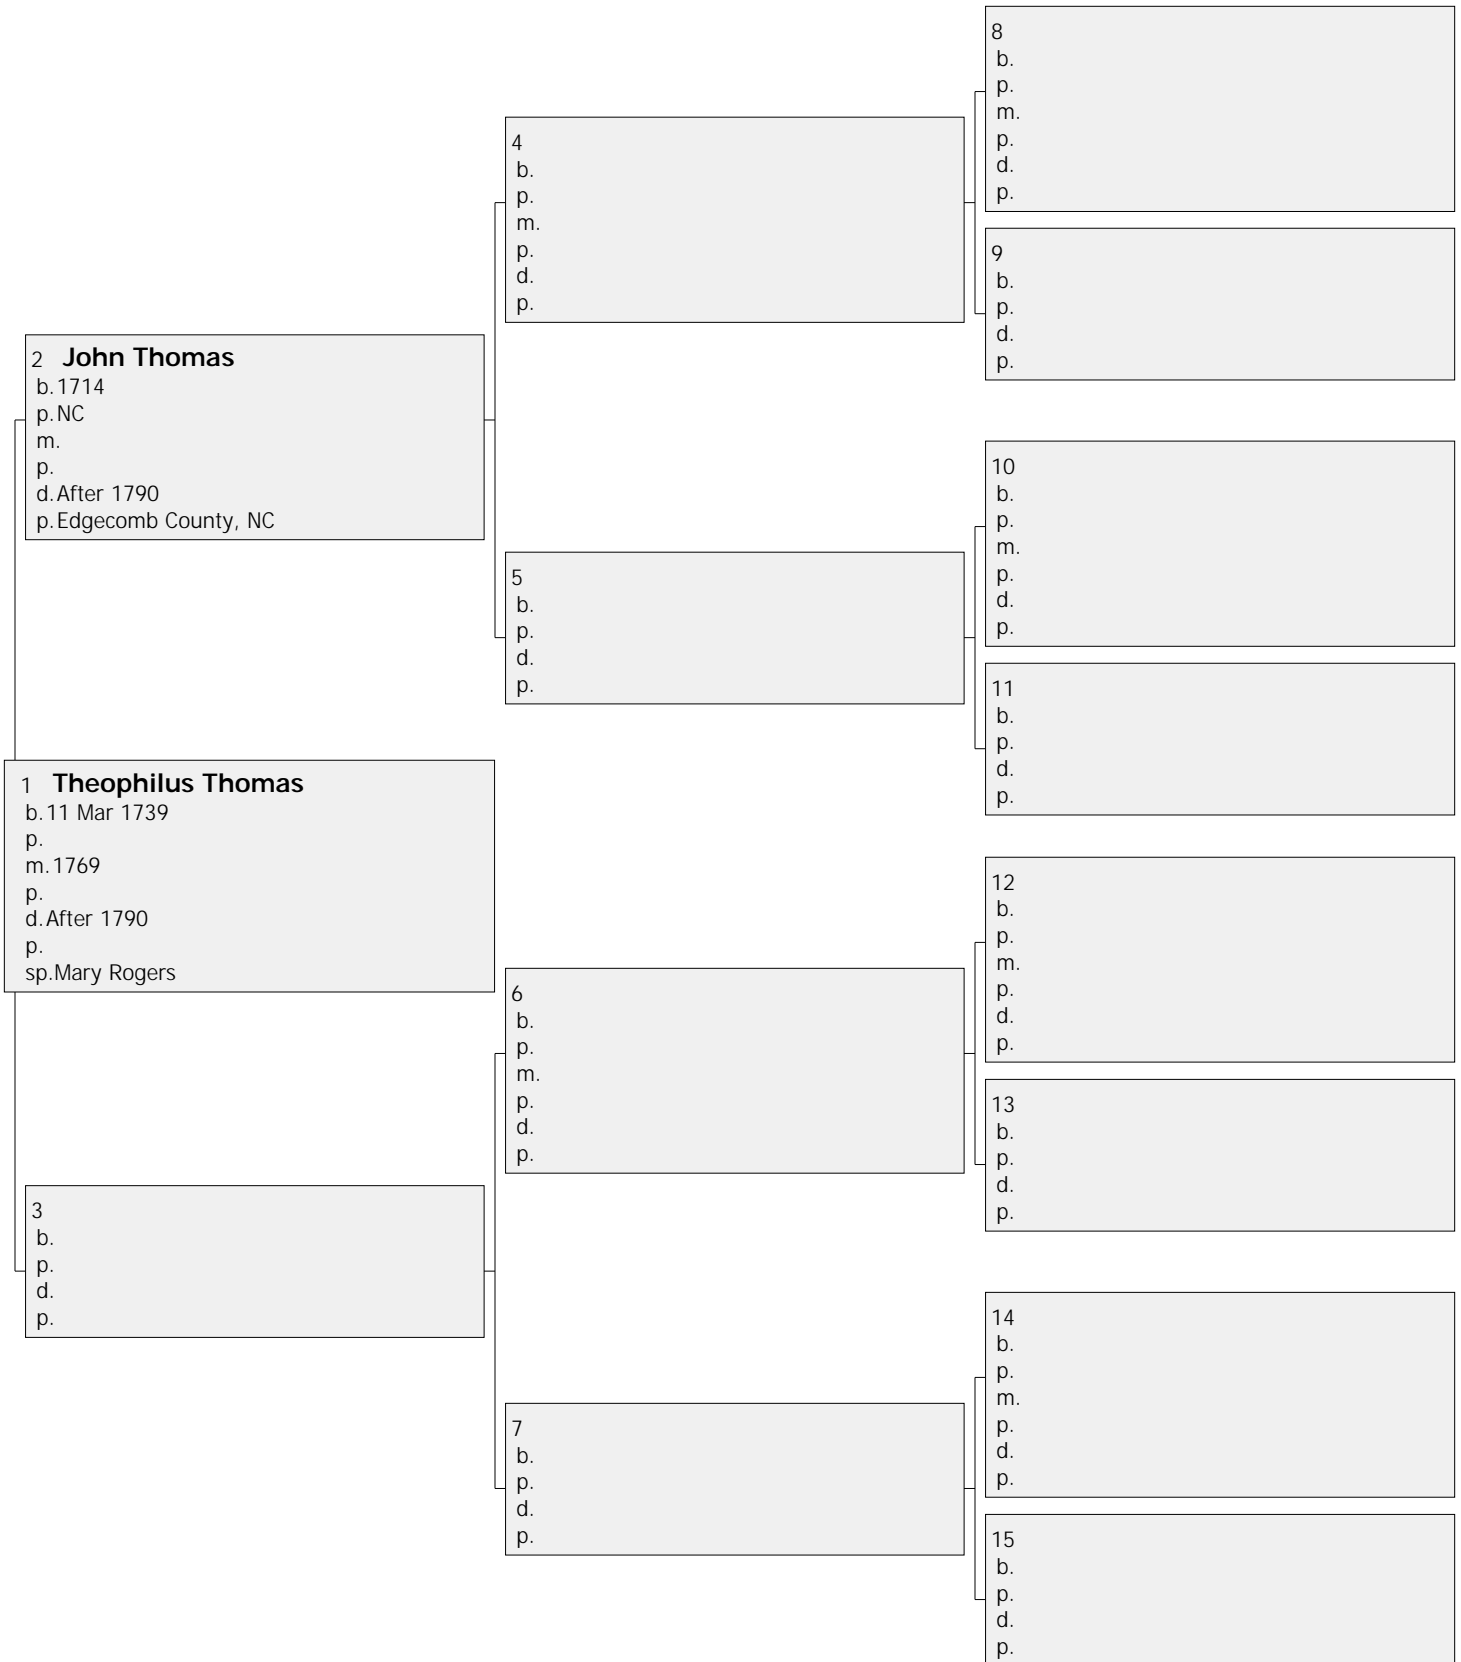 8
b.
p.
m.
p.
d.
p.
4
b.
p.
m.
p.
d.
p.
9
b.
p.
d.
p.
2 John Thomas
b. 1714
p. NC
m.
p.
d. After 1790
p. Edgecomb County, NC
10
b.
p.
m.
p.
d.
p.
5
b.
p.
d.
p.
11
b.
p.
d.
p.
1 Theophilus Thomas
b. 11 Mar 1739
p.
m. 1769
p.
d. After 1790
p.
sp. Mary Rogers
12
b.
p.
m.
p.
d.
p.
6
b.
p.
m.
p.
d.
p.
13
b.
p.
d.
p.
3
b.
p.
d.
p.
14
b.
p.
m.
p.
d.
p.
7
b.
p.
d.
p.
15
b.
p.
d.
p.